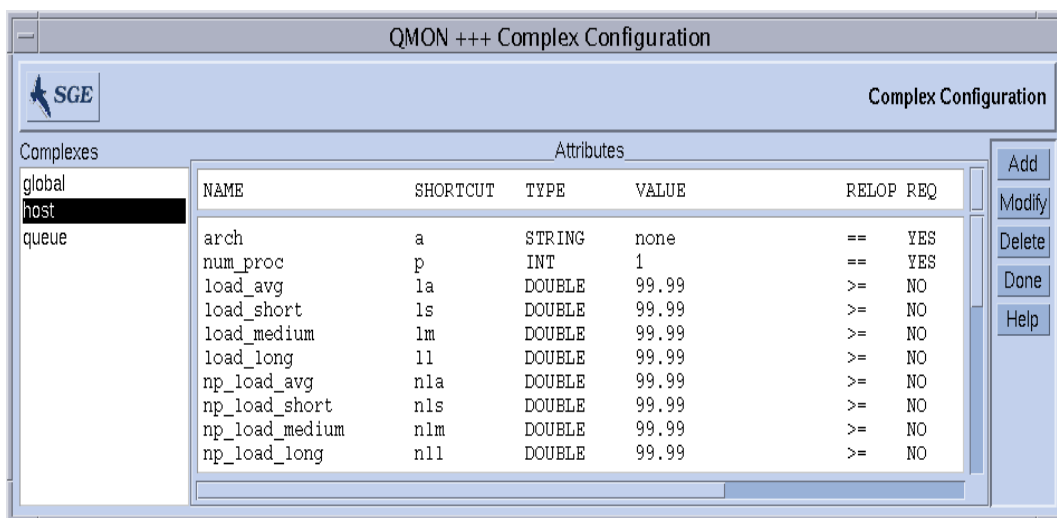 QMON +++ Complex Configuration
SGE
Complex Configuration
Complexes
global
host
queue
Attributes
NAME SHORTCUT TYPE VALUE RELOP REQ
arch a STRING none == YES
num_proc p INT 1 == YES
load_avg la DOUBLE 99.99 >= NO
load_short ls DOUBLE 99.99 >= NO
load_medium lm DOUBLE 99.99 >= NO
load_long ll DOUBLE 99.99 >= NO
np_load_avg nla DOUBLE 99.99 >= NO
np_load_short nls DOUBLE 99.99 >= NO
np_load_medium nlm DOUBLE 99.99 >= NO
np_load_long nll DOUBLE 99.99 >= NO
Add
Modify
Delete
Done
Help